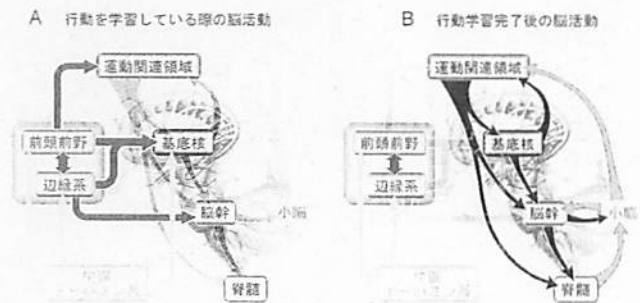 A 行動を学習している際の脳活動
運動関連領域
前頭前野
基底核
辺縁系
脳幹
小脳
脊髄
B 行動学習完了後の脳活動
運動関連領域
前頭前野
基底核
辺縁系
脳幹
小脳
脊髄